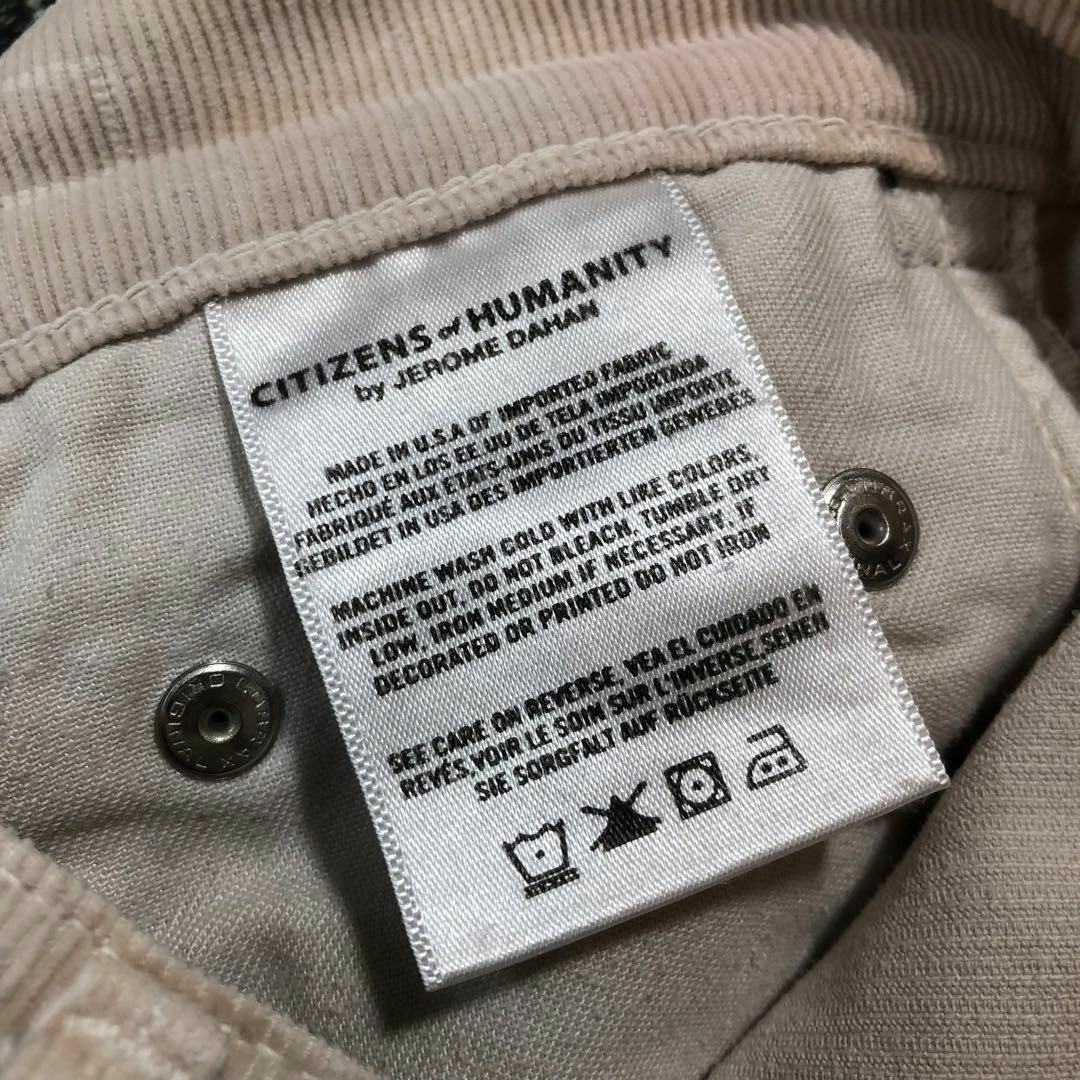 CITIZENS of HUMANITY
by JEROME DAHAN
MADE IN U.S.A OF IMPORTED FABRIC
HECHO EN LOS EE.UU DE TELA IMPORTADA
FABRIQUÉ AUX ETATS-UNIS DU TISSU IMPORTE
REBILDET IN USA DES IMPORTIERTEN GEWEBES
MACHINE WASH COLD WITH LIKE COLORS,
INSIDE OUT, DO NOT BLEACH, TUMBLE DRY
LOW, IRON MEDIUM IF NECESSARY, IF
DECORATED OR PRINTED DO NOT IRON
SEE CARE ON REVERSE, VEA EL CUIDADO EN
REVÉS,VOIR LE SOIN SUR L'INVERSE,SEHEN
SIE SORGFALT AUF RÜCKSEITE